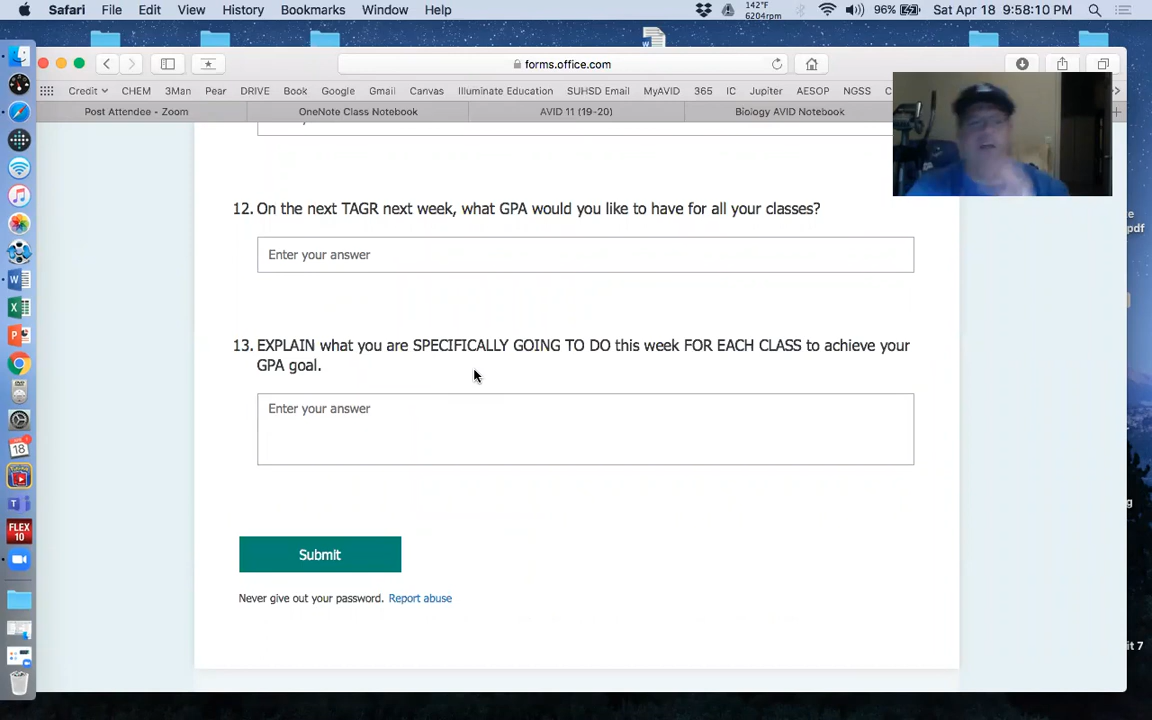 Safari File Edit View History Bookmarks Window Help 142°F 6204rpm 96% Sat Apr 18 9:58:10 PM
forms.office.com
Credit CHEM 3Man Pear DRIVE Book Google Gmail Canvas Illuminate Education SUHSD Email MyAVID 365 IC Jupiter AESOP NGSS
Post Attendee - Zoom OneNote Class Notebook AVID 11 (19-20) Biology AVID Notebook
12. On the next TAGR next week, what GPA would you like to have for all your classes?
Enter your answer
13. EXPLAIN what you are SPECIFICALLY GOING TO DO this week FOR EACH CLASS to achieve your
GPA goal.
Enter your answer
Submit
Never give out your password. Report abuse
pdf
18
FLEX
10
it 7